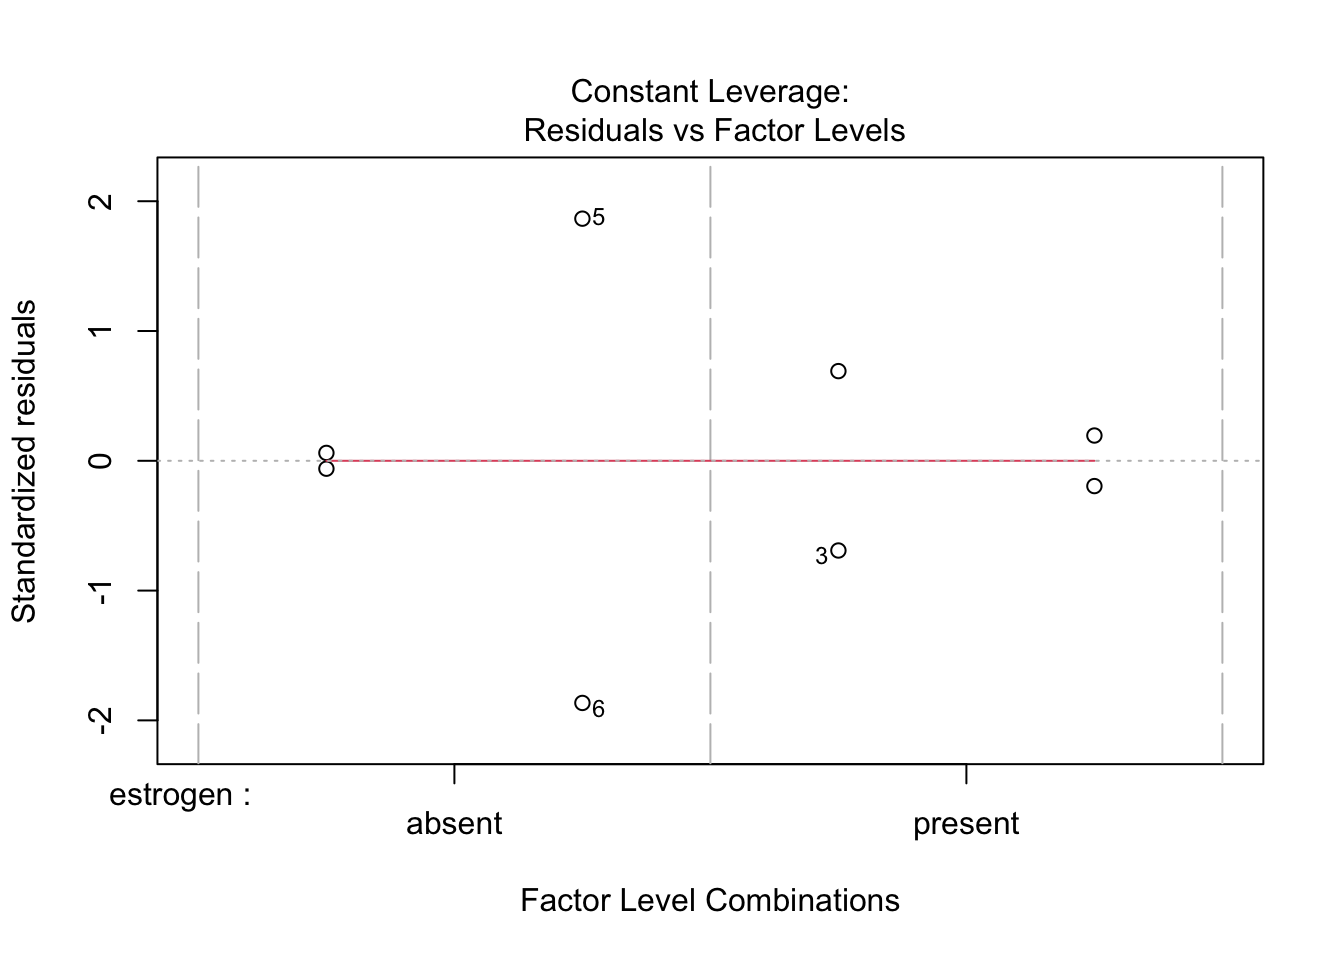 Constant Leverage:
Residuals vs Factor Levels
Standardized residuals
2
1
0
-1
-2
5
3
6
estrogen :
absent
present
Factor Level Combinations